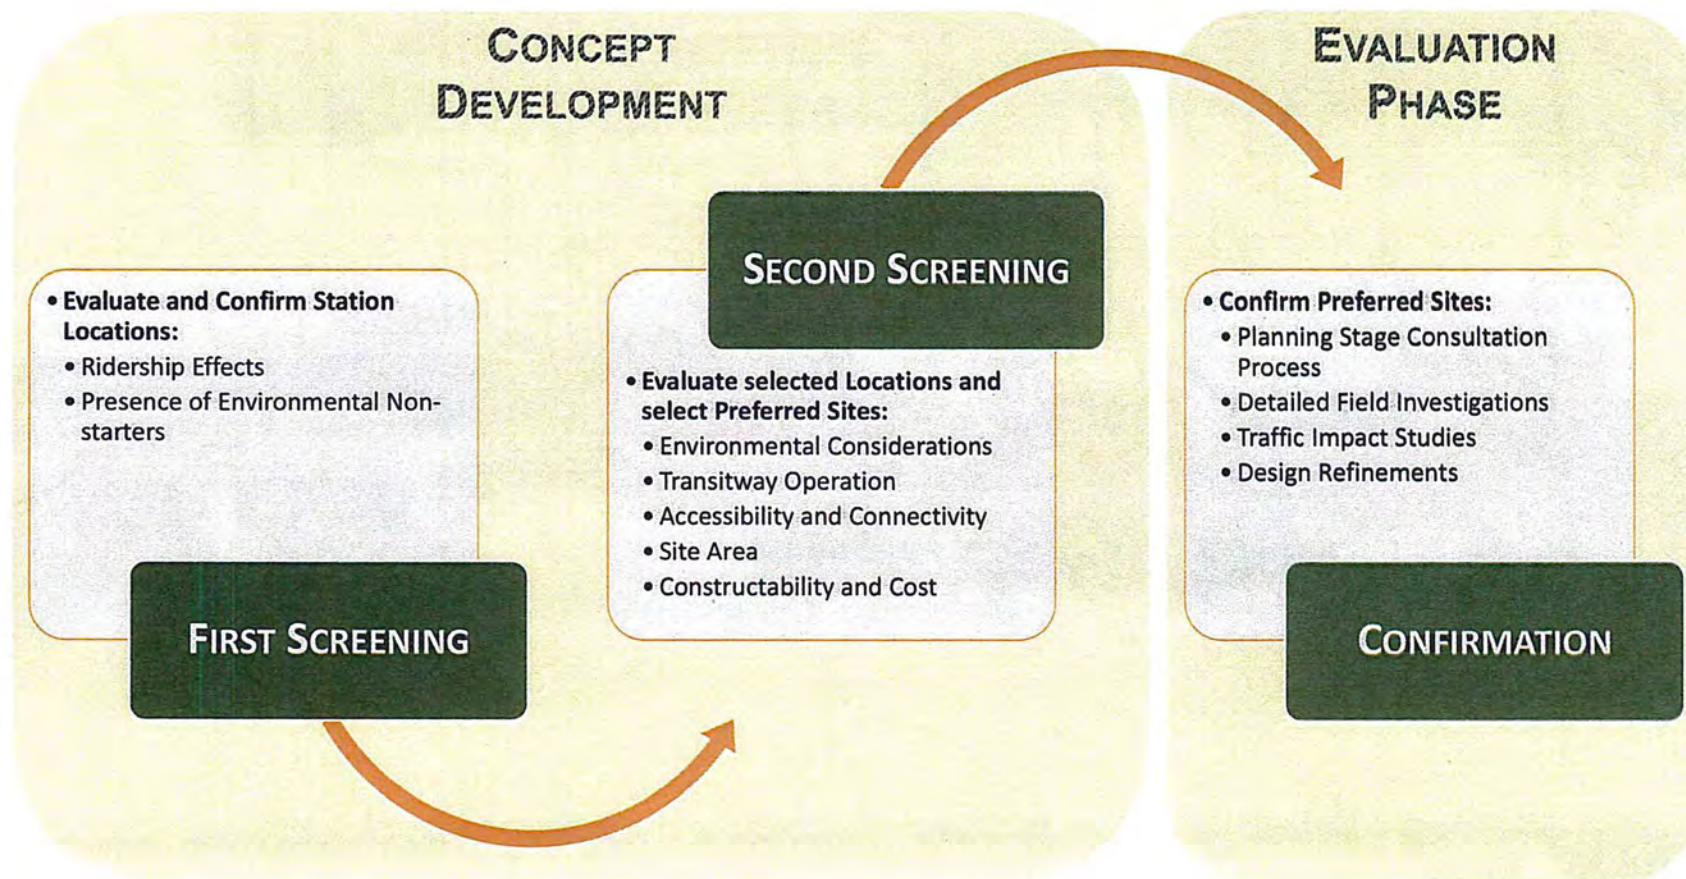 CONCEPT
DEVELOPMENT
EVALUATION
PHASE
• Evaluate and Confirm Station
Locations:
• Ridership Effects
• Presence of Environmental Non-
starters
FIRST SCREENING
SECOND SCREENING
• Evaluate selected Locations and
select Preferred Sites:
• Environmental Considerations
• Transitway Operation
• Accessibility and Connectivity
• Site Area
• Constructability and Cost
• Confirm Preferred Sites:
• Planning Stage Consultation
Process
• Detailed Field Investigations
• Traffic Impact Studies
• Design Refinements
CONFIRMATION